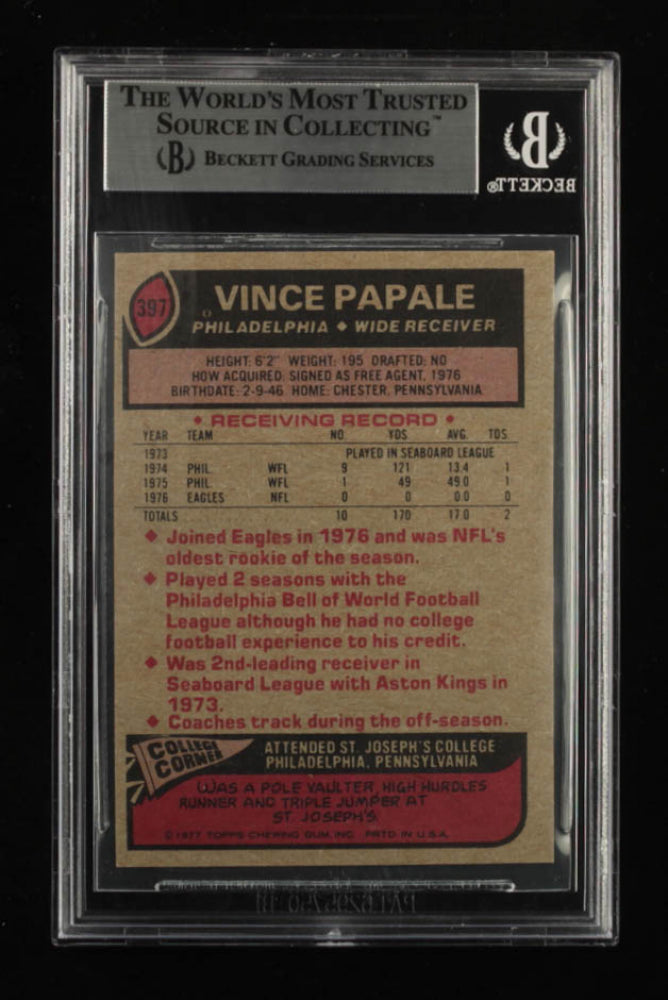 THE WORLD'S MOST TRUSTED
SOURCE IN COLLECTING™
(B) BECKETT GRADING SERVICES
B
BECKETT®
397
VINCE PAPALE
PHILADELPHIA ◆ WIDE RECEIVER
HEIGHT: 6'2" WEIGHT: 195 DRAFTED: NO
HOW ACQUIRED: SIGNED AS FREE AGENT, 1976
BIRTHDATE: 2-9-46 HOME: CHESTER, PENNSYLVANIA
◆ RECEIVING RECORD ◆
YEAR TEAM NO. YDS. AVG. TDS
1973 PLAYED IN SEABOARD LEAGUE
1974 PHIL. WFL 9 121 13.4 1
1975 PHIL. WFL 1 49 49.0 1
1976 EAGLES NFL 0 0 0.0 0
TOTALS 10 170 17.0 2
◆ Joined Eagles in 1976 and was NFL's
oldest rookie of the season.
◆ Played 2 seasons with the
Philadelphia Bell of World Football
League although he had no college
football experience to his credit.
◆ Was 2nd-leading receiver in
Seaboard League with Aston Kings in
1973.
◆ Coaches track during the off-season.
COLLEGE
CORNER
ATTENDED ST. JOSEPH'S COLLEGE
PHILADELPHIA, PENNSYLVANIA
WAS A POLE VAULTER, HIGH HURDLES
RUNNER AND TRIPLE JUMPER AT
ST. JOSEPH'S.
© 1977 TOPPS CHEWING GUM, INC. PRTD. IN U.S.A.